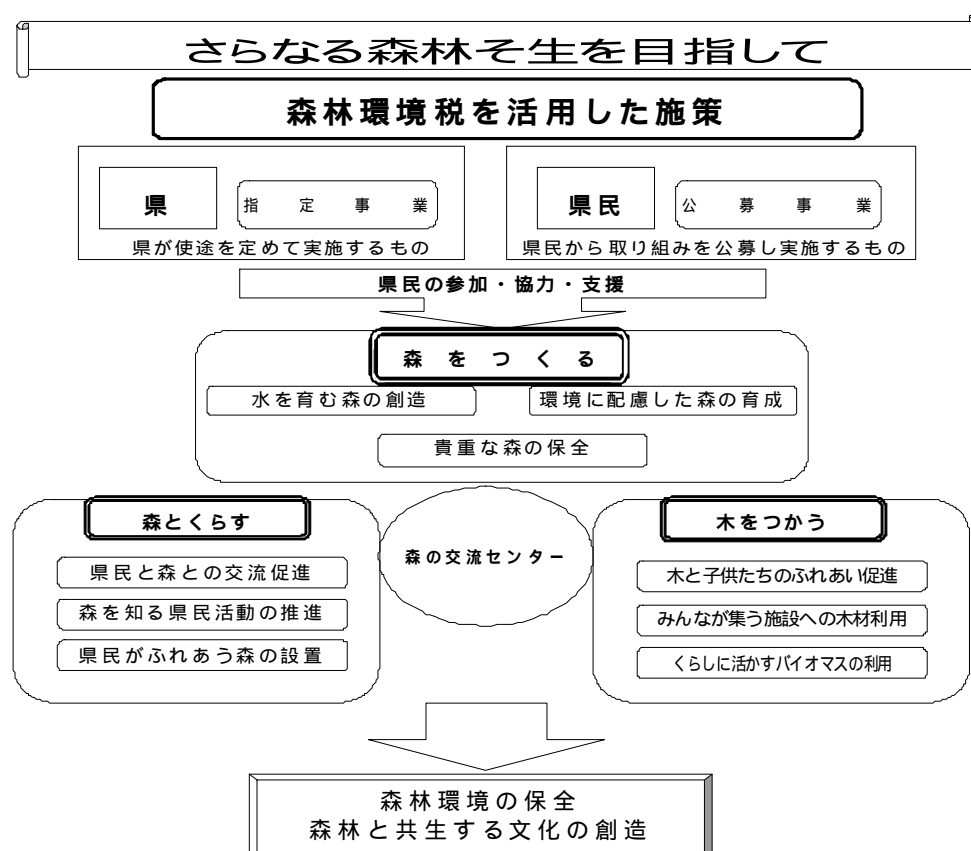 さらなる森林そ生を目指して
森林環境税を活用した施策
県
指定事業
県が使途を定めて実施するもの
県民
公募事業
県民から取り組みを公募し実施するもの
県民の参加・協力・支援
森をつくる
水を育む森の創造
環境に配慮した森の育成
貴重な森の保全
森とくらす
県民と森との交流促進
森を知る県民活動の推進
県民がふれあう森の設置
森の交流センター
木をつかう
木と子供たちのふれあい促進
みんなが集う施設への木材利用
くらしに活かすバイオマスの利用
森林環境の保全
森林と共生する文化の創造